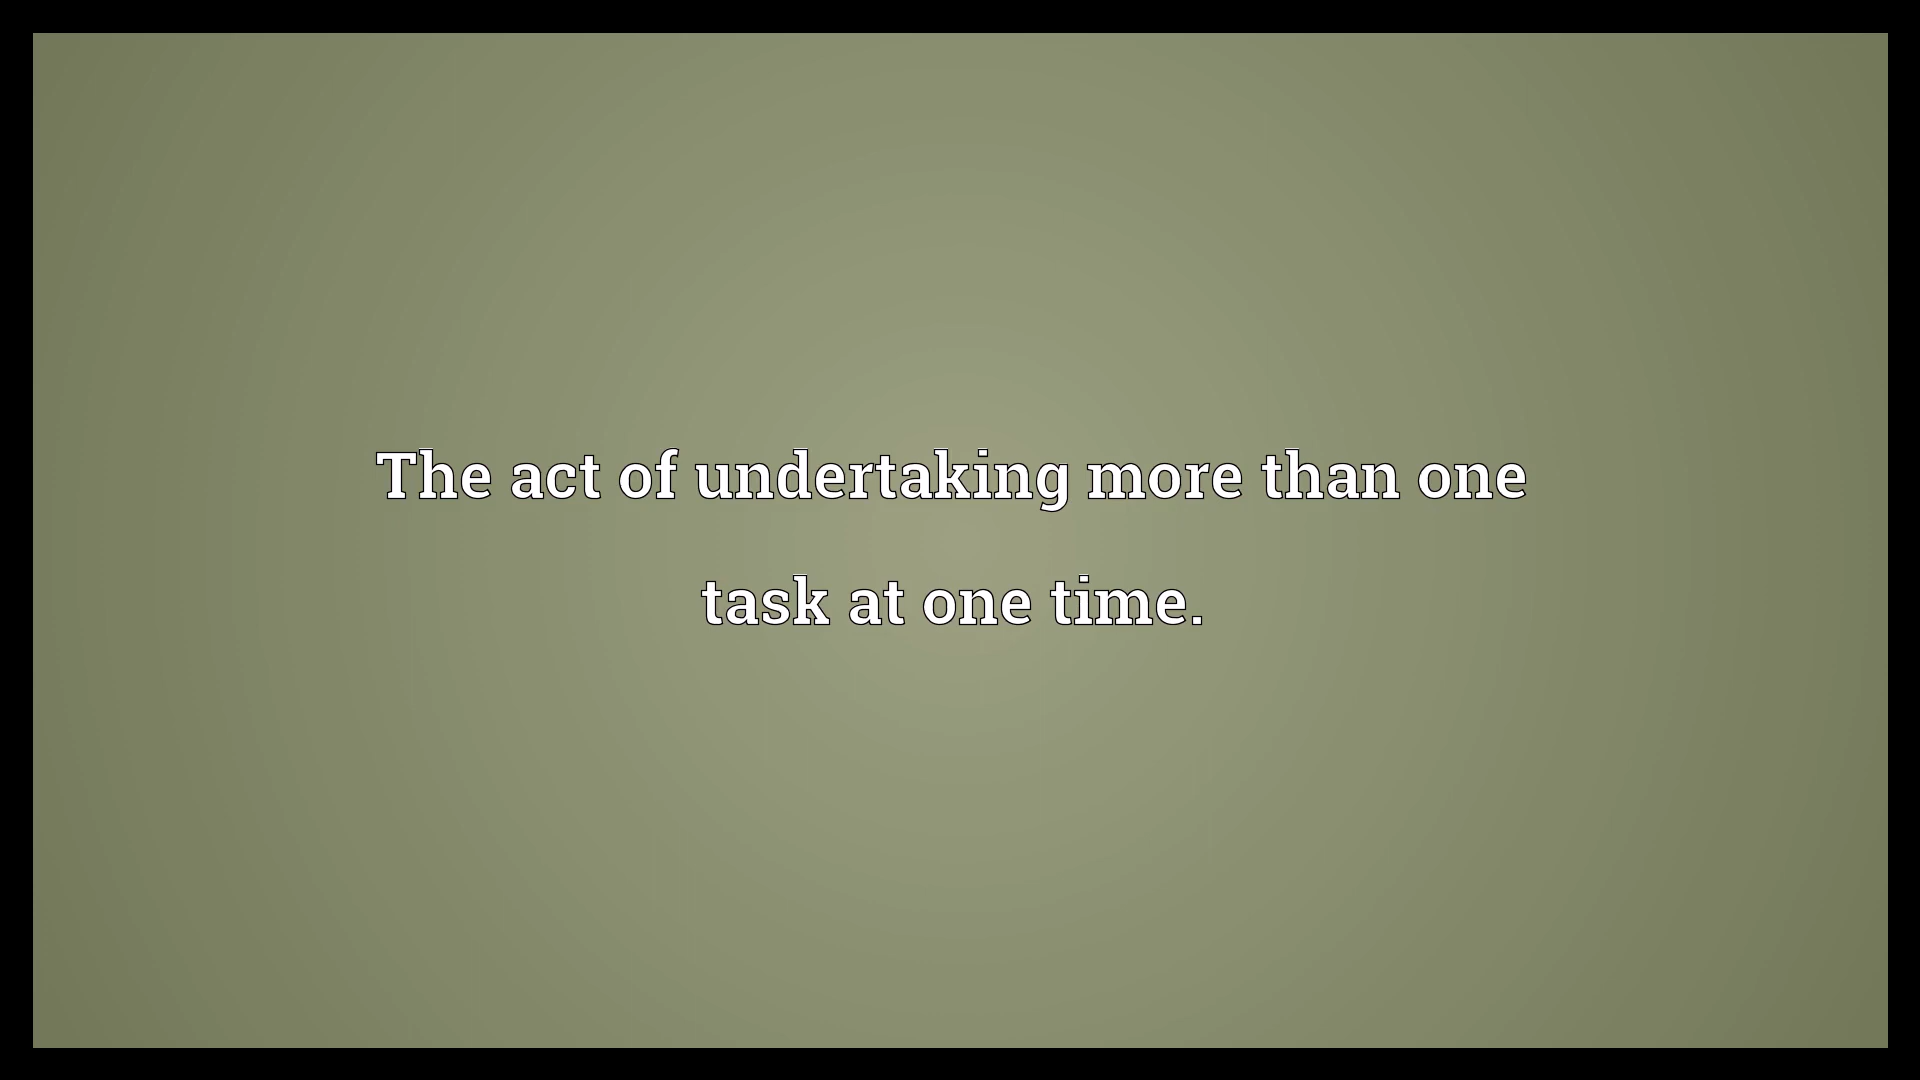 The act of undertaking more than one
task at one time.